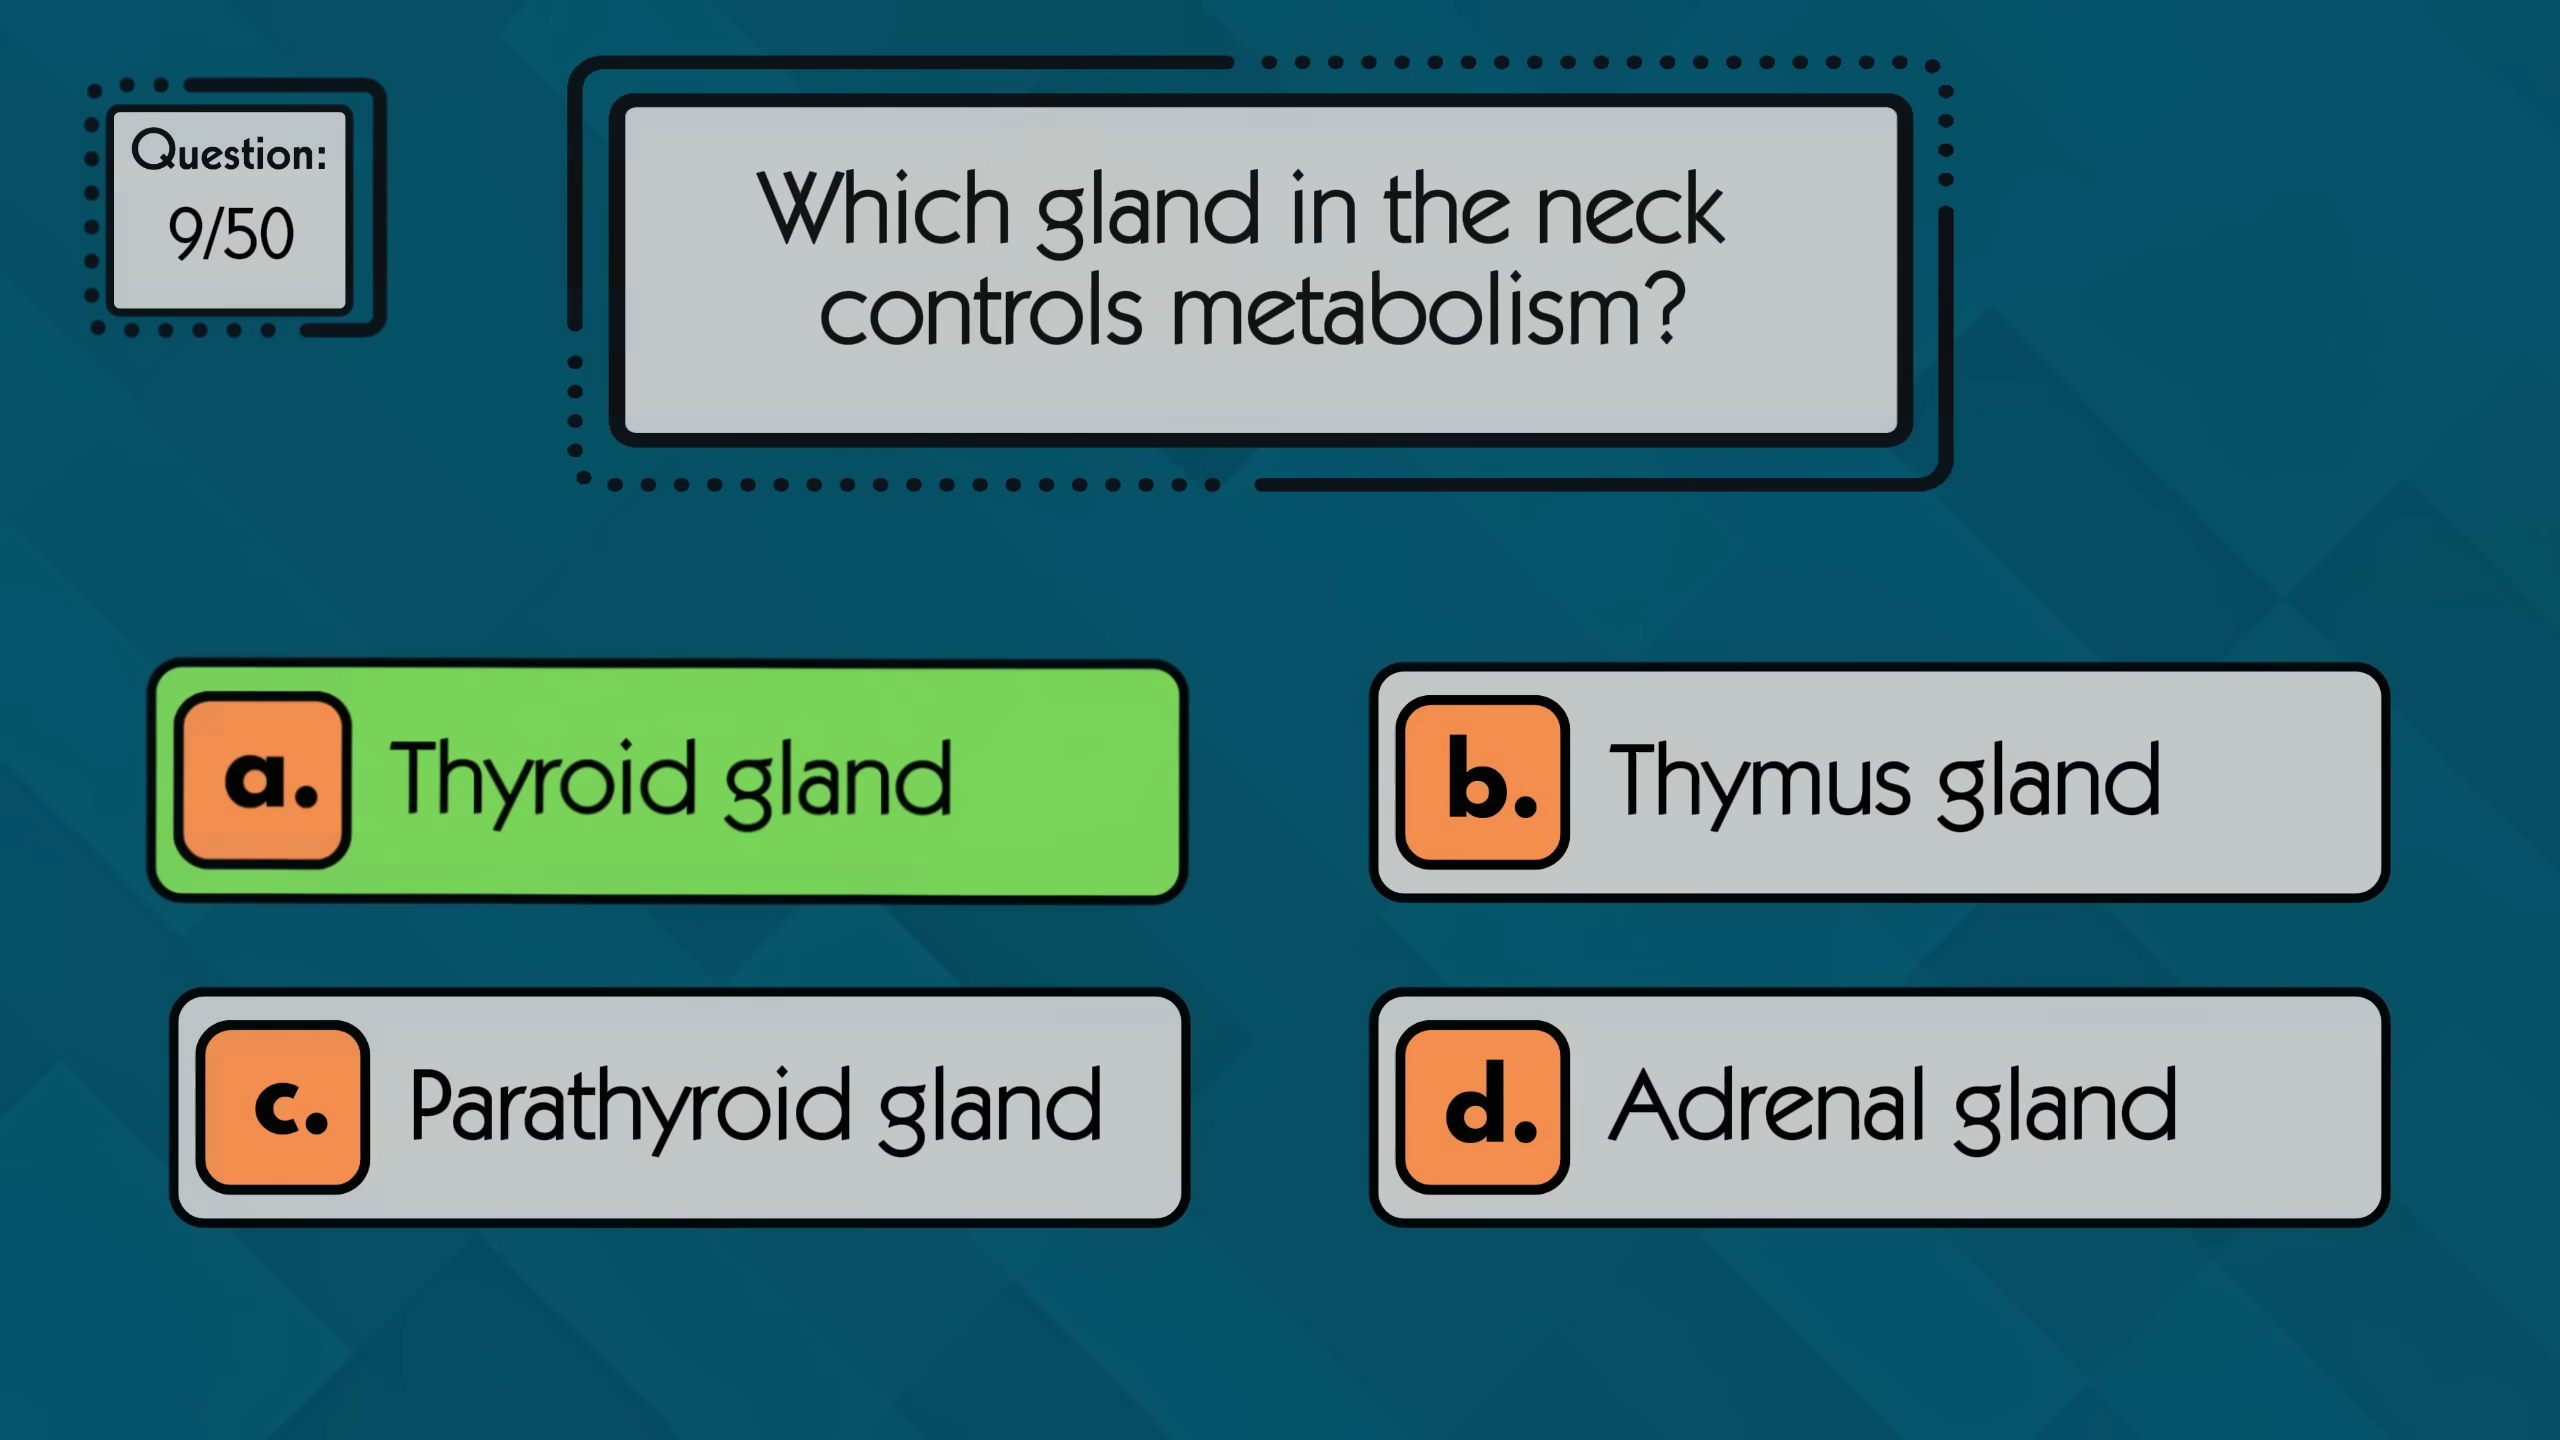 Question:
9/50
Which gland in the neck
controls metabolism?
a. Thyroid gland
b. Thymus gland
c. Parathyroid gland
d. Adrenal gland